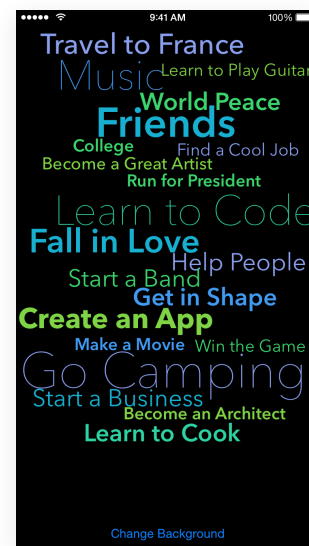 9:41 AM 100%
Travel to France
Music
Learn to Play Guitar
World Peace
Friends
College
Find a Cool Job
Become a Great Artist
Run for President
Learn to Code
Fall in Love
Help People
Start a Band
Get in Shape
Create an App
Make a Movie
Win the Game
Go Camping
Start a Business
Become an Architect
Learn to Cook
Change Background